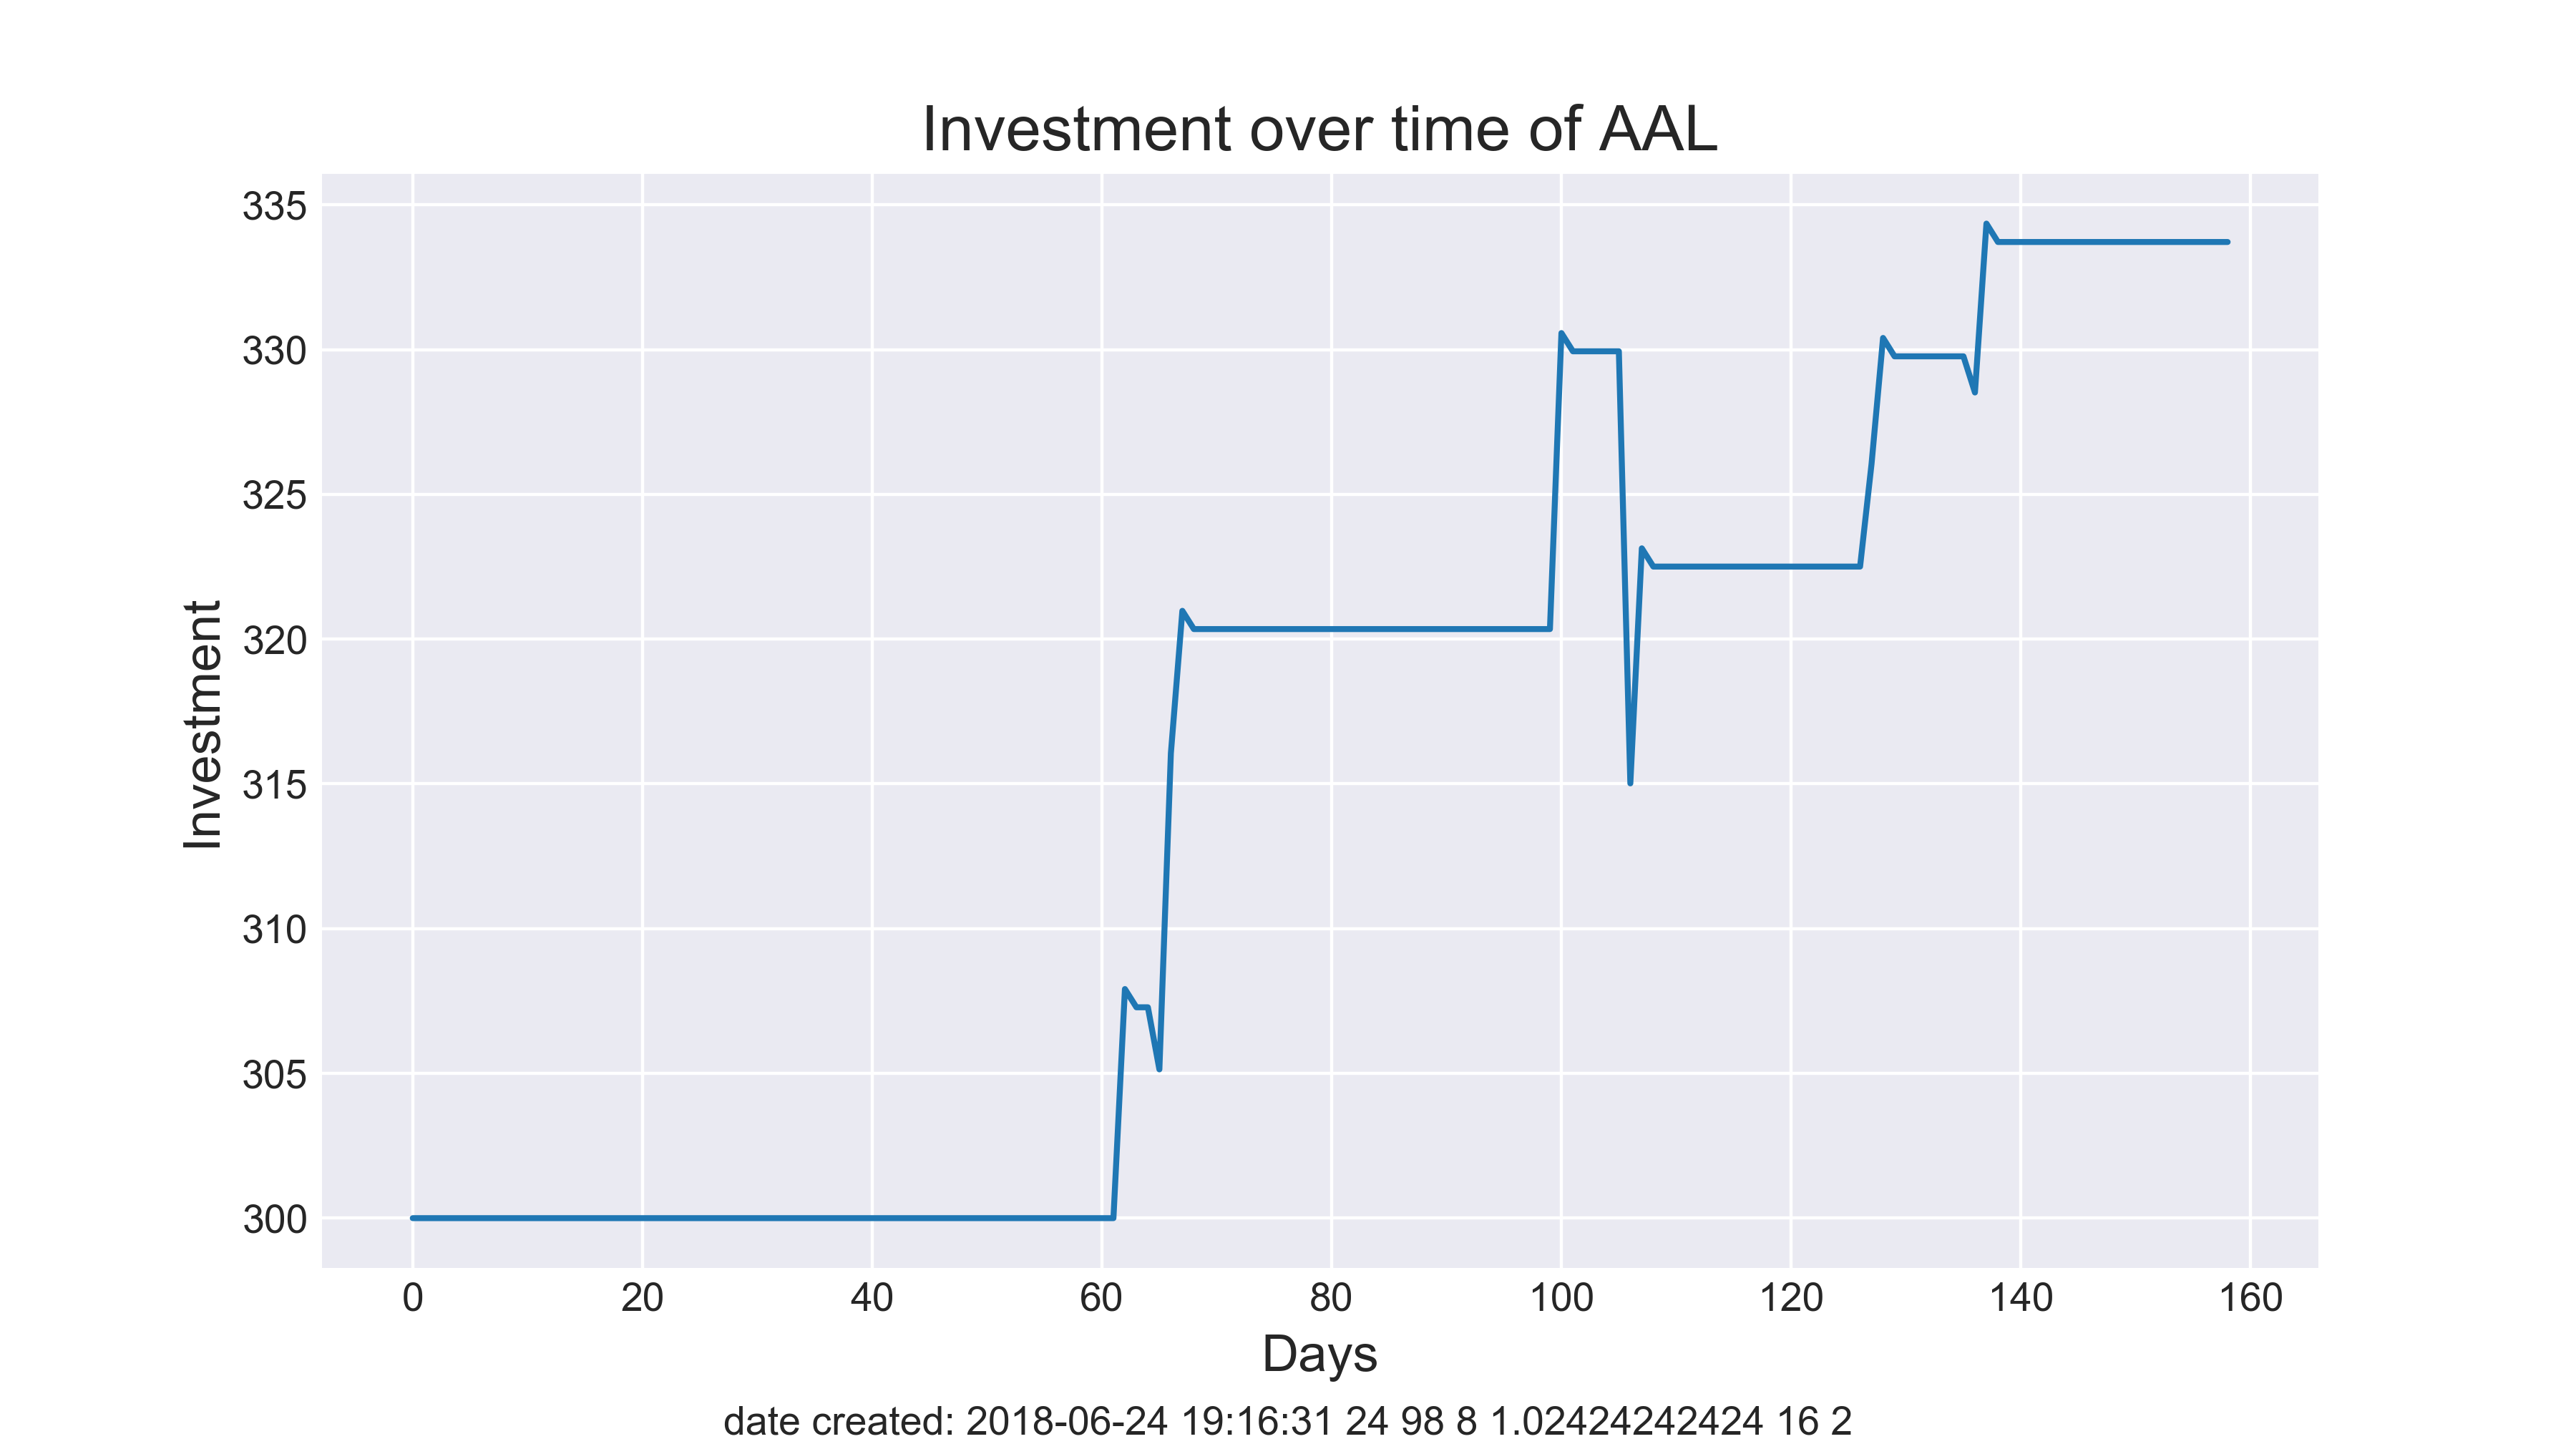 Investment over time of AAL
335
330
325
320
315
310
305
300
Investment
0 20 40 60 80 100 120 140 160
Days
date created: 2018-06-24 19:16:31 24 98 8 1.02424242424 16 2